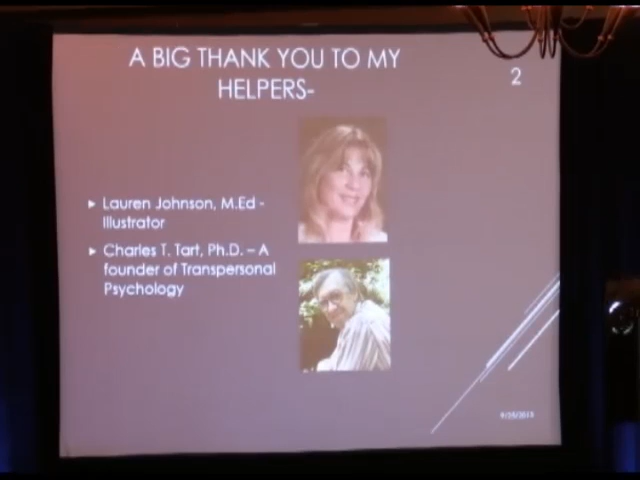 A BIG THANK YOU TO MY
HELPERS-
2
▸ Lauren Johnson, M.Ed -
Illustrator
▸ Charles T. Tart, Ph.D. – A
founder of Transpersonal
Psychology